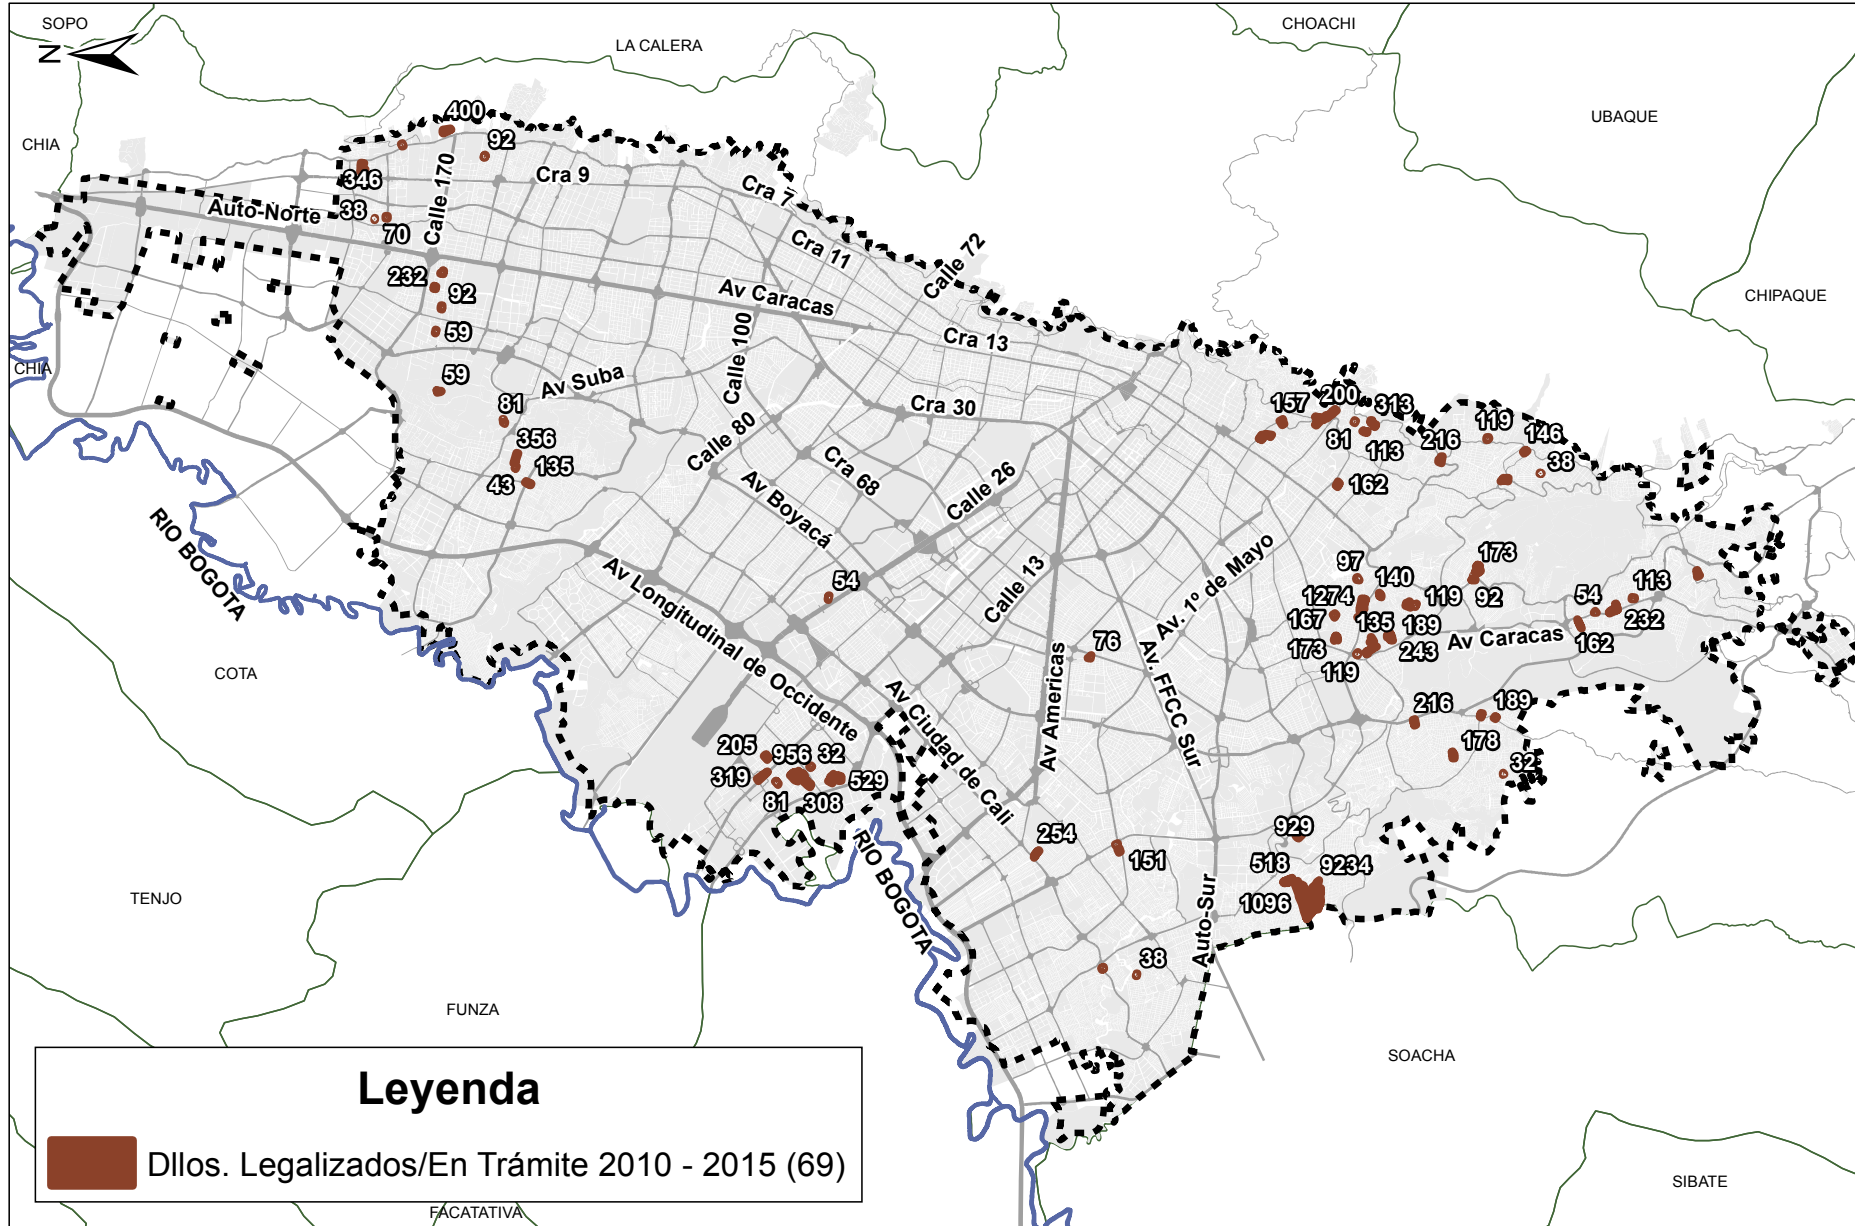 SOPO
N
LA CALERA
CHOACHI
UBAQUE
CHIPAQUE
CHIA
CHIA
COTA
TENJO
FUNZA
FACATATIVA
SOACHA
SIBATE
RIO BOGOTA
RIO BOGOTA
Auto-Norte
Calle 170
Cra 9
Cra 7
Cra 11
Calle 72
Av Caracas
Cra 13
Calle 100
Av Suba
Cra 30
Calle 80
Cra 68
Av Boyacá
Calle 26
Calle 13
Av Longitudinal de Occidente
Av Ciudad de Cali
Av Americas
Av. FFCC Sur
Av. 1º de Mayo
Auto-Sur
Av Caracas
400
92
346
38
70
232
92
59
59
81
356
135
43
54
76
205
956
32
319
529
81
308
254
151
38
929
518
9234
1096
157
200
313
81
113
216
119
146
38
162
97
140
173
1274
119
92
167
135
189
173
243
119
54
113
232
162
216
189
178
32
Leyenda
Dllos. Legalizados/En Trámite 2010 - 2015 (69)